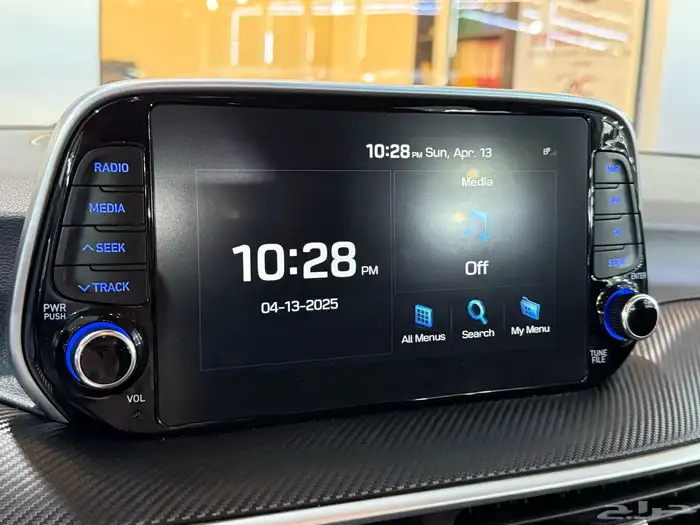 10:28 PM Sun, Apr. 13
RADIO
MEDIA
SEEK
TRACK
PWR
PUSH
VOL
10:28 PM
04-13-2025
Media
Off
All Menus
Search
My Menu
ENTER
TUNE
FILE
حراج